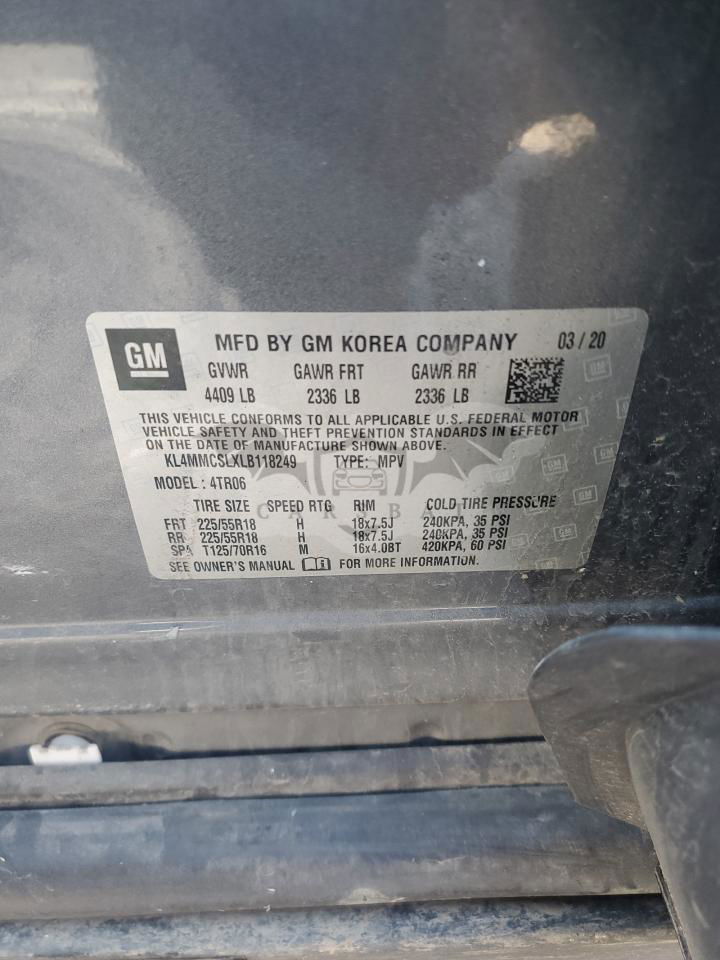 GM
MFD BY GM KOREA COMPANY 03/20
GVWR GAWR FRT GAWR RR
4409 LB 2336 LB 2336 LB
THIS VEHICLE CONFORMS TO ALL APPLICABLE U.S. FEDERAL MOTOR
VEHICLE SAFETY AND THEFT PREVENTION STANDARDS IN EFFECT
ON THE DATE OF MANUFACTURE SHOWN ABOVE.
KL4MMCSLXLB118249 TYPE: MPV
MODEL: 4TR06
TIRE SIZE SPEED RTG RIM COLD TIRE PRESSURE
FRT 225/55R18 H 18x7.5J 240KPA, 35 PSI
RR 225/55R18 H 18x7.5J 240KPA, 35 PSI
SPA T125/70R16 M 16x4.0BT 420KPA, 60 PSI
SEE OWNER'S MANUAL FOR MORE INFORMATION.
CARSBAT